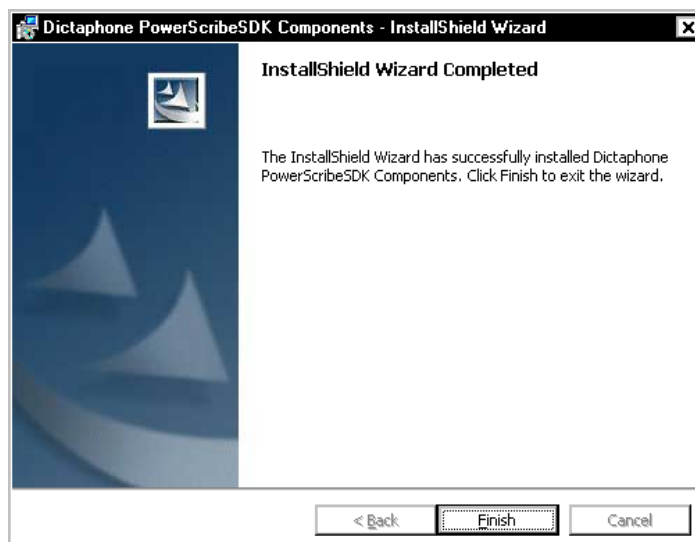 Dictaphone PowerScribeSDK Components - InstallShield Wizard
InstallShield Wizard Completed
The InstallShield Wizard has successfully installed Dictaphone
PowerScribeSDK Components. Click Finish to exit the wizard.
< Back Finish Cancel